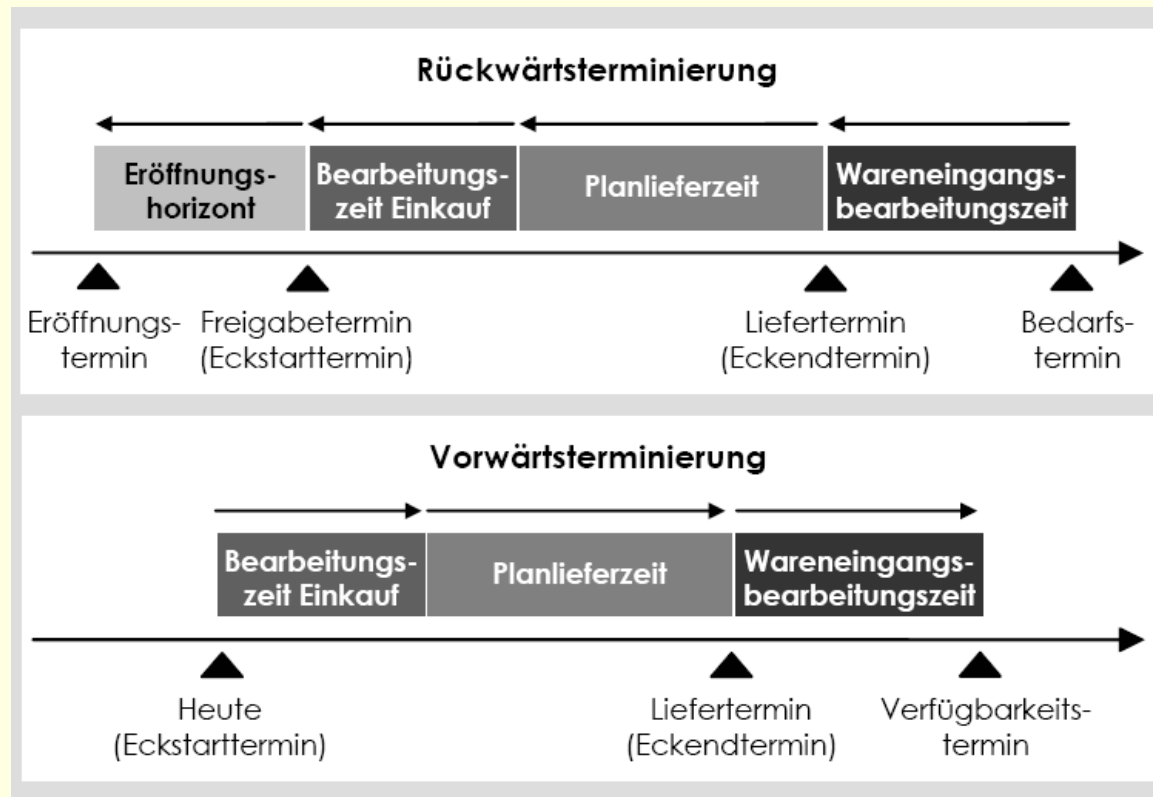 Rückwärtsterminierung
Eröffnungs-
horizont
Bearbeitungs-
zeit Einkauf
Planlieferzeit
Wareneingangs-
bearbeitungszeit
Eröffnungs-
termin
Freigabetermin
(Eckstarttermin)
Liefertermin
(Eckendtermin)
Bedarfs-
termin
Vorwärtsterminierung
Bearbeitungs-
zeit Einkauf
Planlieferzeit
Wareneingangs-
bearbeitungszeit
Heute
(Eckstarttermin)
Liefertermin
(Eckendtermin)
Verfügbarkeits-
termin